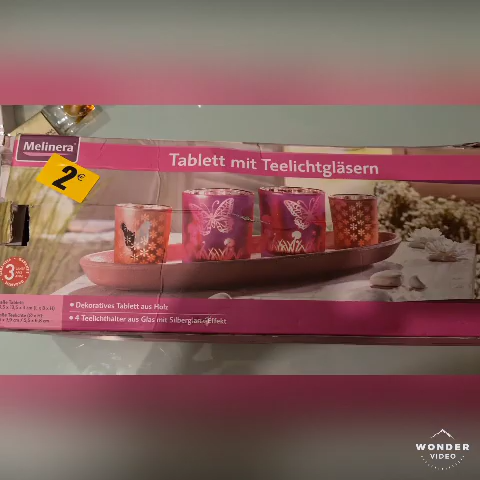 Melinera
2€
Tablett mit Teelichtgläsern
3
• Dekoratives Tablett aus Holz
• 4 Teelichthalter aus Glas mit Silberglanz-Effekt
WONDER
VIDEO